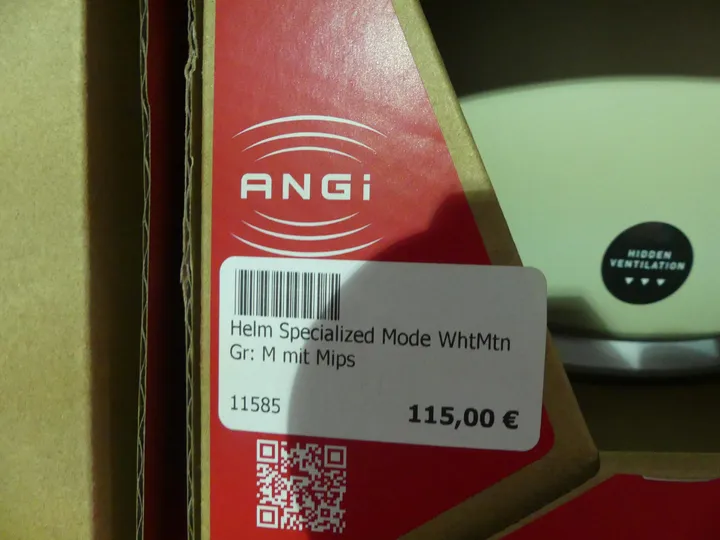 ANGi
HIDDEN
VENTILATION
Helm Specialized Mode WhtMtn
Gr: M mit Mips
11585
115,00 €